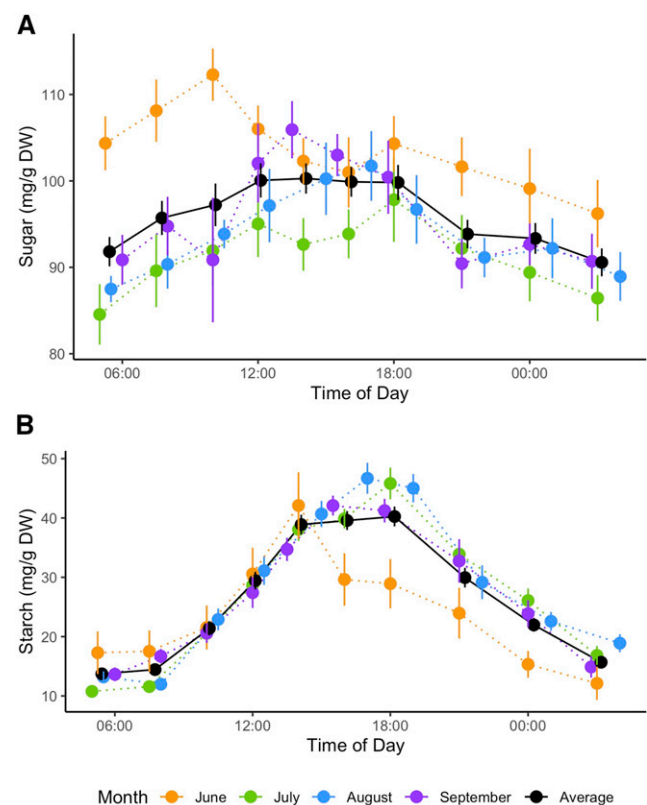 A
110
100
90
80
Sugar (mg/g DW)
06:00 12:00 18:00 00:00
Time of Day
B
50
40
30
20
10
Starch (mg/g DW)
06:00 12:00 18:00 00:00
Time of Day
Month June July August September Average